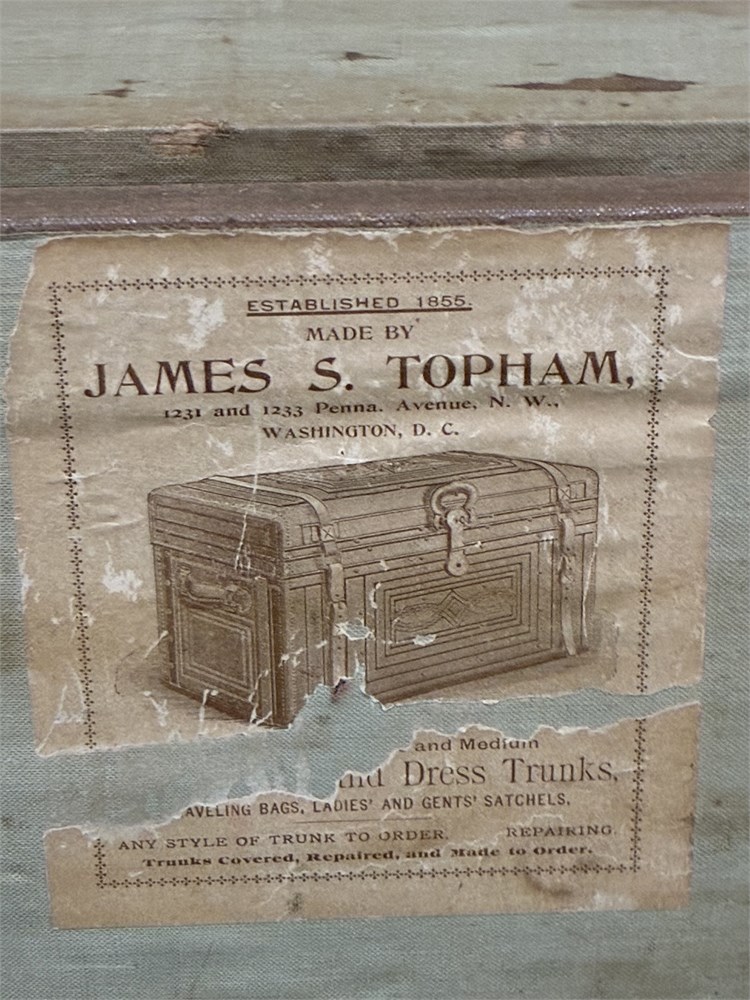 ESTABLISHED 1855.
MADE BY
JAMES S. TOPHAM,
1231 and 1233 Penna. Avenue, N. W.,
WASHINGTON, D. C.
and Medium
Dress Trunks,
AVELING BAGS, LADIES' AND GENTS' SATCHELS,
ANY STYLE OF TRUNK TO ORDER. REPAIRING.
Trunks Covered, Repaired, and Made to Order.